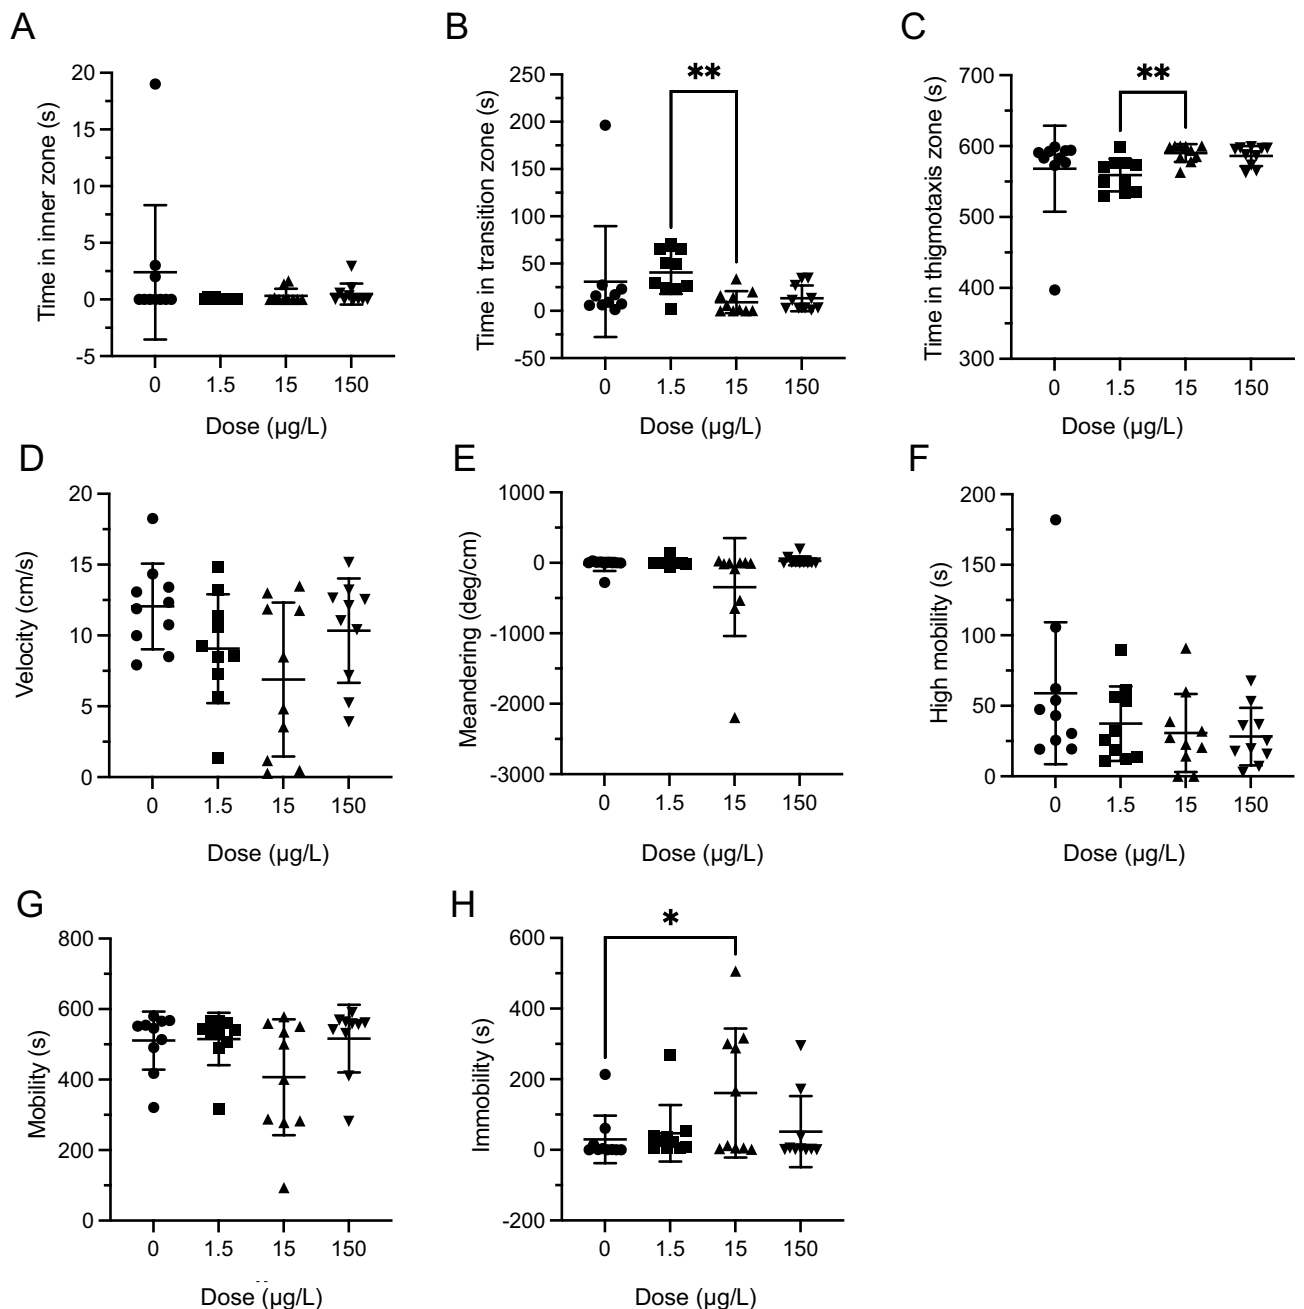 A
B
C
Time in inner zone (s)
20
15
10
5
0
-5
0 1.5 15 150
Dose (µg/L)
Time in transition zone (s)
250
200
150
100
50
0
-50
**
0 1.5 15 150
Dose (µg/L)
Time in thigmotaxis zone (s)
700
600
500
400
300
**
0 1.5 15 150
Dose (µg/L)
D
E
F
Velocity (cm/s)
20
15
10
5
0
0 1.5 15 150
Dose (µg/L)
Meandering (deg/cm)
1000
0
-1000
-2000
-3000
0 1.5 15 150
Dose (µg/L)
High mobility (s)
200
150
100
50
0
0 1.5 15 150
Dose (µg/L)
G
H
Mobility (s)
800
600
400
200
0
0 1.5 15 150
Dose (µg/L)
Immobility (s)
600
400
200
0
-200
*
0 1.5 15 150
Dose (µg/L)